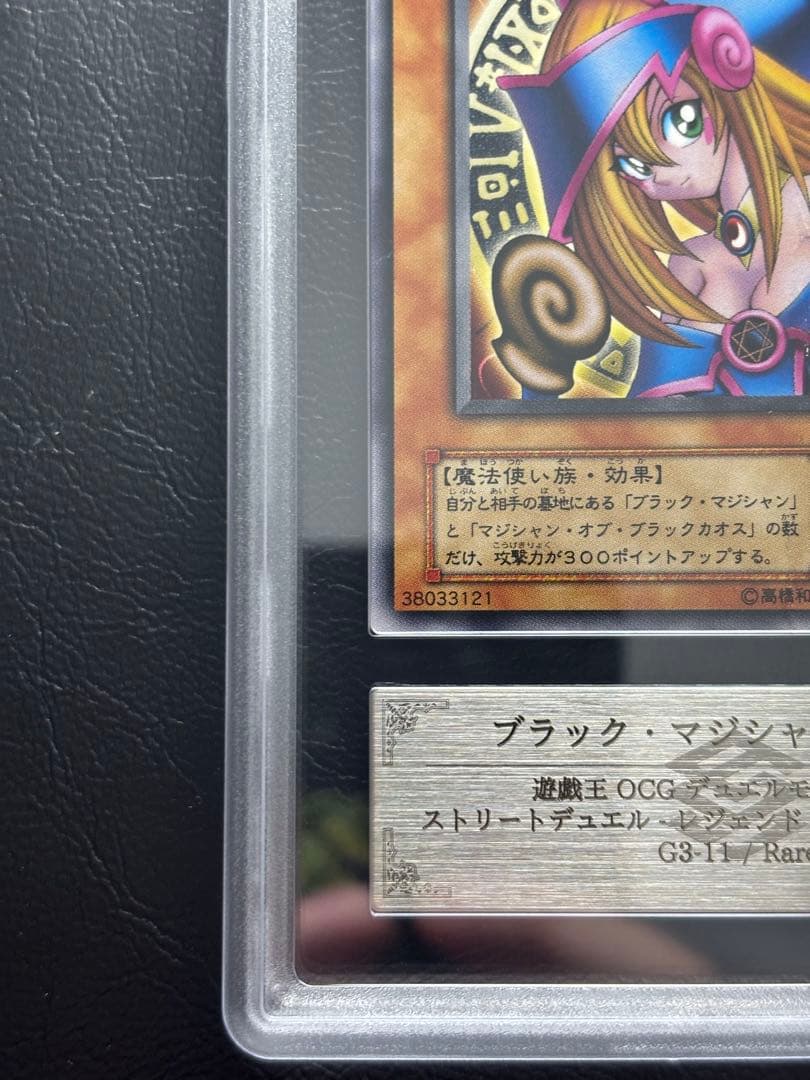 【魔法使い族・効果】
自分と相手の墓地にある「ブラック・マジシャン」
と「マジシャン・オブ・ブラックカオス」の数
だけ、攻撃力が３００ポイントアップする。
38033121
©高橋和
ブラック・マジシャ
遊戯王 OCG デュエルモ
ストリートデュエル - レジェンド
G3-11 / Rare